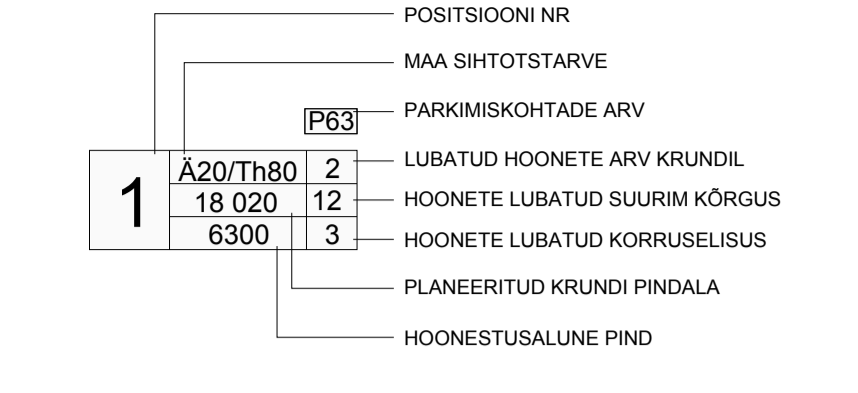 POSITSIOONI NR
MAA SIHTOTSTARVE
P63 PARKIMISKOHTADE ARV
1 Ä20/Th80 2 LUBATUD HOONETE ARV KRUNDIL
18 020 12 HOONETE LUBATUD SUURIM KÕRGUS
6300 3 HOONETE LUBATUD KORRUSELISUS
PLANEERITUD KRUNDI PINDALA
HOONESTUSALUNE PIND